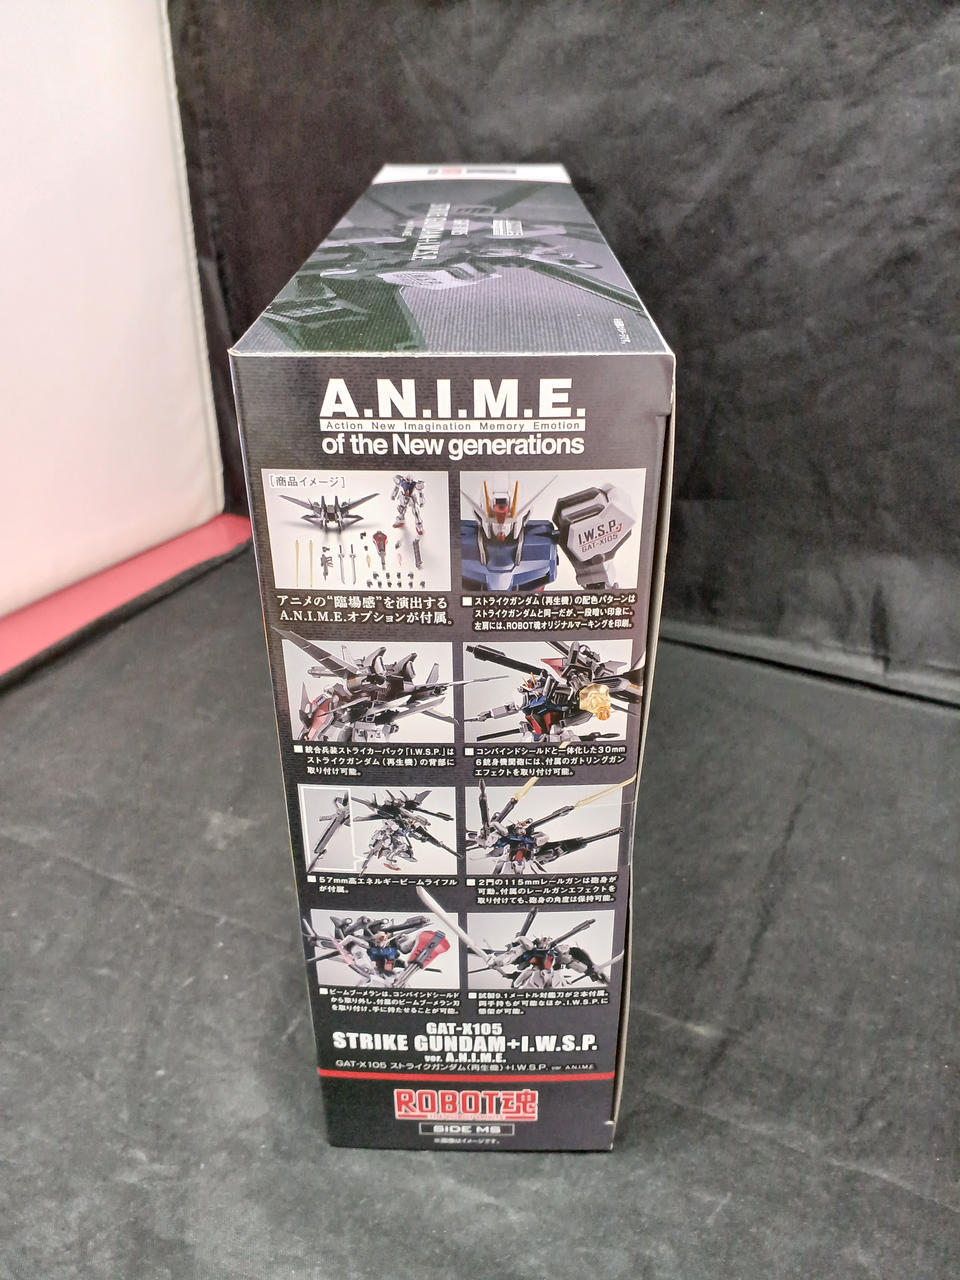 STRIKE GUNDAM+I.W.S.P.
GAT-X105
A.N.I.M.E.
Action New Imagination Memory Emotion
of the New generations
[商品イメージ]
アニメの“臨場感”を演出する
A.N.I.M.E.オプションが付属。
I.W.S.P.
GAT-X105
■ストライクガンダム(再生機)の配色パターンは
ストライクガンダムと同一だが、一段暗い印象に。
左肩には、ROBOT魂オリジナルマーキングを印刷。
■統合兵装ストライカーパック「I.W.S.P.」は
ストライクガンダム(再生機)の背部に
取り付け可能。
■コンバインドシールドと一体化した30mm
6銃身機関砲には、付属のガトリングガン
エフェクトを取り付け可能。
■57mm高エネルギービームライフル
が付属。
■2門の115mmレールガンは砲身が
可動。付属のレールガンエフェクトを
取り付けても、砲身の角度は保持可能。
■ビームブーメランは、コンバインドシールド
から取り外し、付属のビームブーメラン刃
を取り付け、手に持たせることが可能。
■試製9.1メートル対艦刀が2本付属。
両手持ちが可能なほか、I.W.S.P.に
懸架が可能。
GAT-X105
STRIKE GUNDAM+I.W.S.P.
ver. A.N.I.M.E.
GAT-X105 ストライクガンダム(再生機)+I.W.S.P. ver. A.N.I.M.E.
ROBOT魂
SIDE MS
※画像はイメージです。